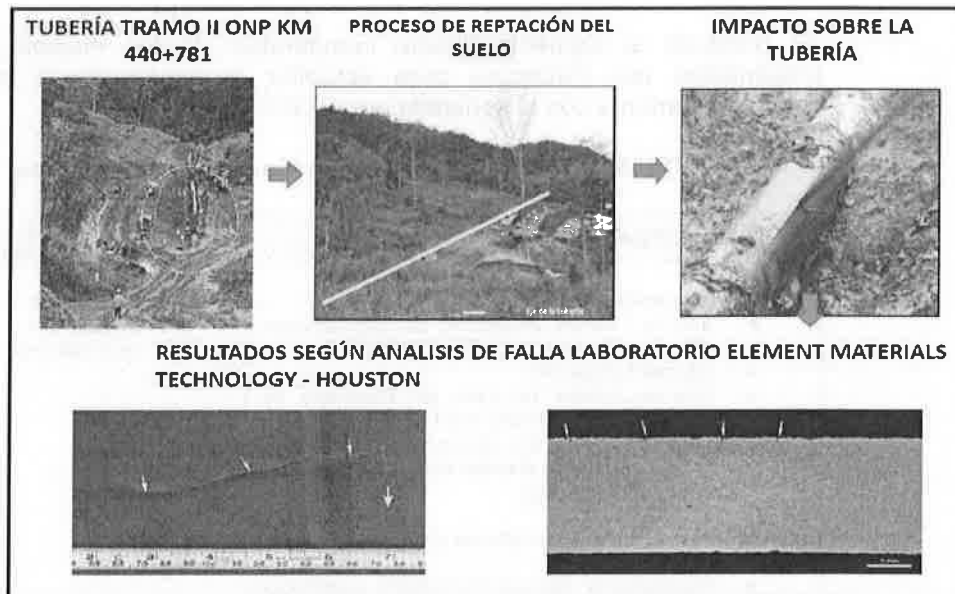 TUBERÍA TRAMO II ONP KM
440+781
PROCESO DE REPTACIÓN DEL
SUELO
IMPACTO SOBRE LA
TUBERÍA
RESULTADOS SEGÚN ANALISIS DE FALLA LABORATORIO ELEMENT MATERIALS
TECHNOLOGY - HOUSTON